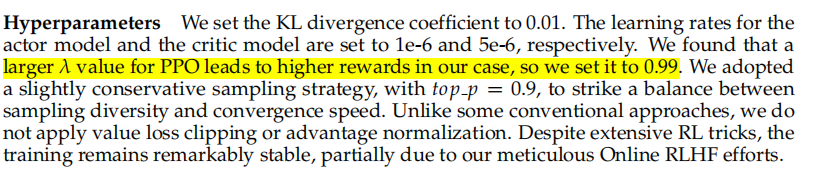 Hyperparameters We set the KL divergence coefficient to 0.01. The learning rates for the
actor model and the critic model are set to 1e-6 and 5e-6, respectively. We found that a
larger λ value for PPO leads to higher rewards in our case, so we set it to 0.99. We adopted
a slightly conservative sampling strategy, with top_p = 0.9, to strike a balance between
sampling diversity and convergence speed. Unlike some conventional approaches, we do
not apply value loss clipping or advantage normalization. Despite extensive RL tricks, the
training remains remarkably stable, partially due to our meticulous Online RLHF efforts.